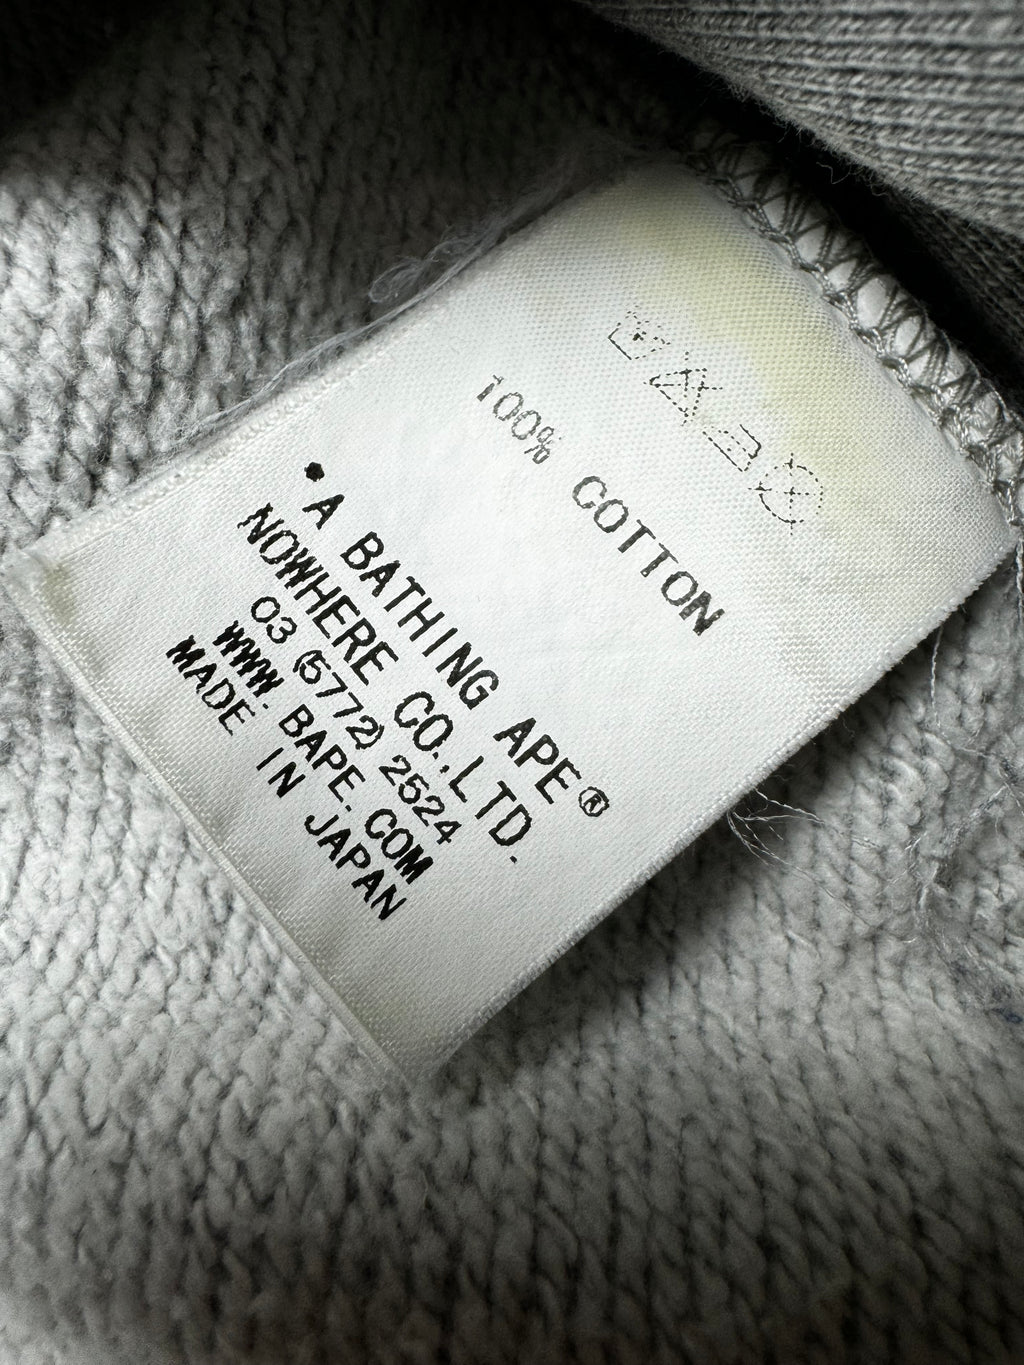 100% COTTON
•A BATHING APE®
NOWHERE CO.,LTD.
03 (5772) 2524
WWW.BAPE.COM
MADE IN JAPAN